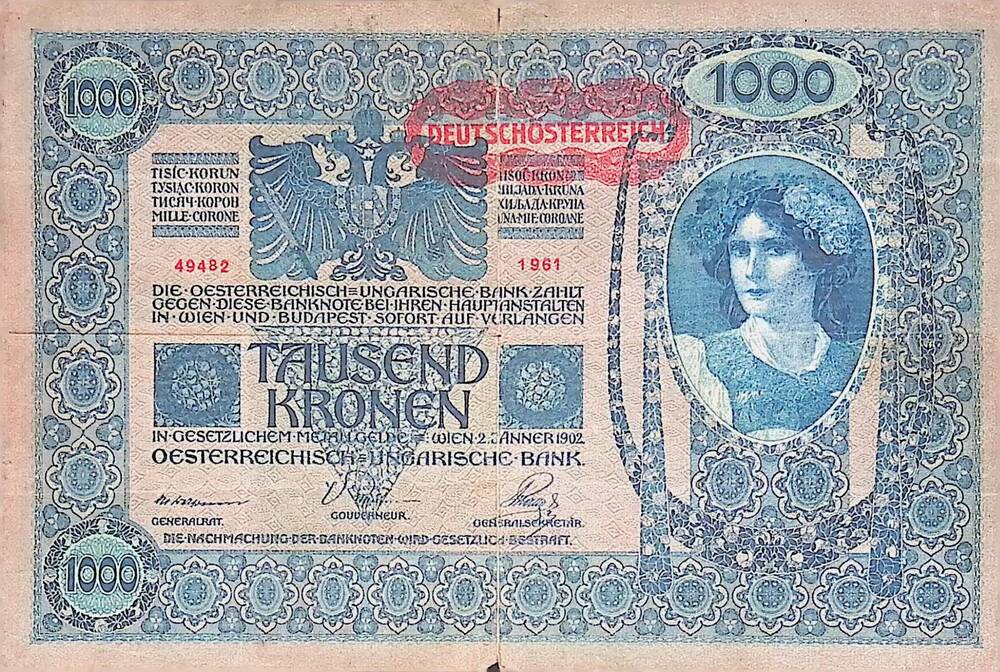 1000
1000
DEUTSCHÖSTERREICH
TISÍC·KORUN
TYSIĄC·KORON
ТИСЯЧ·КОРОН
MILLE·CORONE
TISOČ·KRON
HILJADA·KRUNA
ХИЉАДА·КРУНА
UNA·MIE·COROANE
49482
1961
DIE·OESTERREICHISCH=UNGARISCHE·BANK·ZAHLT
GEGEN·DIESE·BANKNOTE·BEI·IHREN·HAUPTANSTALTEN
IN·WIEN·UND·BUDAPEST·SOFORT·AUF·VERLANGEN
TAUSEND
KRONEN
IN·GESETZLICHEM·METALLGELDE = WIEN 2. JÄNNER 1902
OESTERREICHISCH=UNGARISCHE·BANK.
GENERALRAT.
GOUVERNEUR.
GENERALSEKRETÄR.
DIE·NACHMACHUNG·DER·BANKNOTEN·WIRD·GESETZLICH·BESTRAFT.
1000